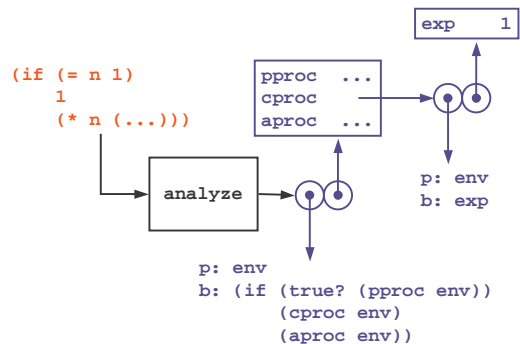 exp 1
(if (= n 1)
1
(* n (...)))
pproc ...
cproc
aproc ...
analyze
p: env
b: exp
p: env
b: (if (true? (pproc env))
(cproc env)
(aproc env))